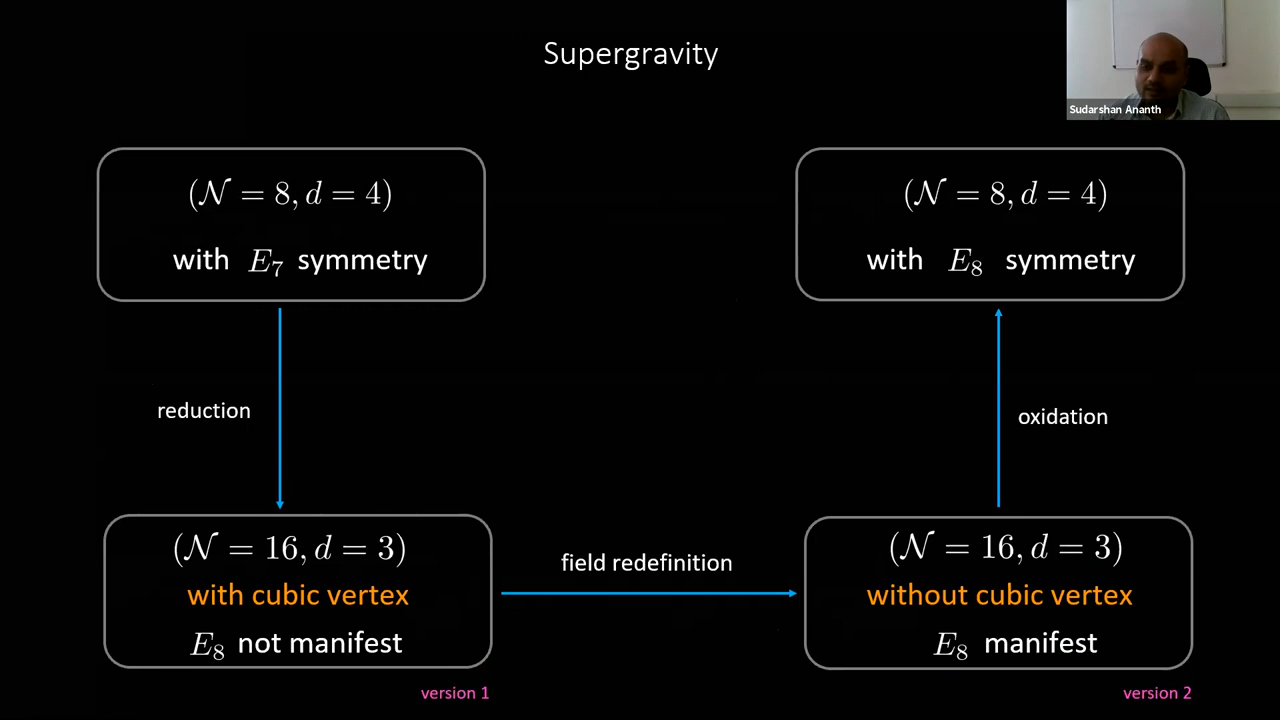 Supergravity
Sudarshan Ananth
(𝒩 = 8, d = 4)
with E₇ symmetry
(𝒩 = 8, d = 4)
with E₈ symmetry
reduction
oxidation
(𝒩 = 16, d = 3)
with cubic vertex
E₈ not manifest
version 1
field redefinition
(𝒩 = 16, d = 3)
without cubic vertex
E₈ manifest
version 2